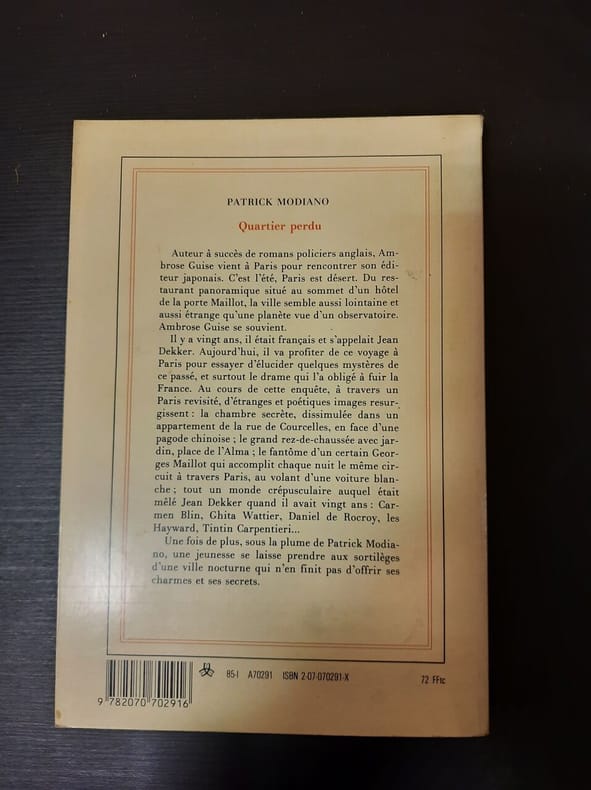 PATRICK MODIANO
Quartier perdu
Auteur à succès de romans policiers anglais, Am-
brose Guise vient à Paris pour rencontrer son édi-
teur japonais. C'est l'été, Paris est désert. Du res-
taurant panoramique situé au sommet d'un hôtel
de la porte Maillot, la ville semble aussi lointaine et
aussi étrange qu'une planète vue d'un observatoire.
Ambrose Guise se souvient.
Il y a vingt ans, il était français et s'appelait Jean
Dekker. Aujourd'hui, il va profiter de ce voyage à
Paris pour essayer d'élucider quelques mystères de
ce passé, et surtout le drame qui l'a obligé à fuir la
France. Au cours de cette enquête, à travers un
Paris revisité, d'étranges et poétiques images resur-
gissent : la chambre secrète, dissimulée dans un
appartement de la rue de Courcelles, en face d'une
pagode chinoise ; le grand rez-de-chaussée avec jar-
din, place de l'Alma ; le fantôme d'un certain Geor-
ges Maillot qui accomplit chaque nuit le même cir-
cuit à travers Paris, au volant d'une voiture blan-
che ; tout un monde crépusculaire auquel était
mêlé Jean Dekker quand il avait vingt ans : Car-
men Blin, Ghita Wattier, Daniel de Rocroy, les
Hayward, Tintin Carpentieri...
Une fois de plus, sous la plume de Patrick Modia-
no, une jeunesse se laisse prendre aux sortilèges
d'une ville nocturne qui n'en finit pas d'offrir ses
charmes et ses secrets.
85-I A70291 ISBN 2-07-070291-X 72 FFtc
9 782070 702916